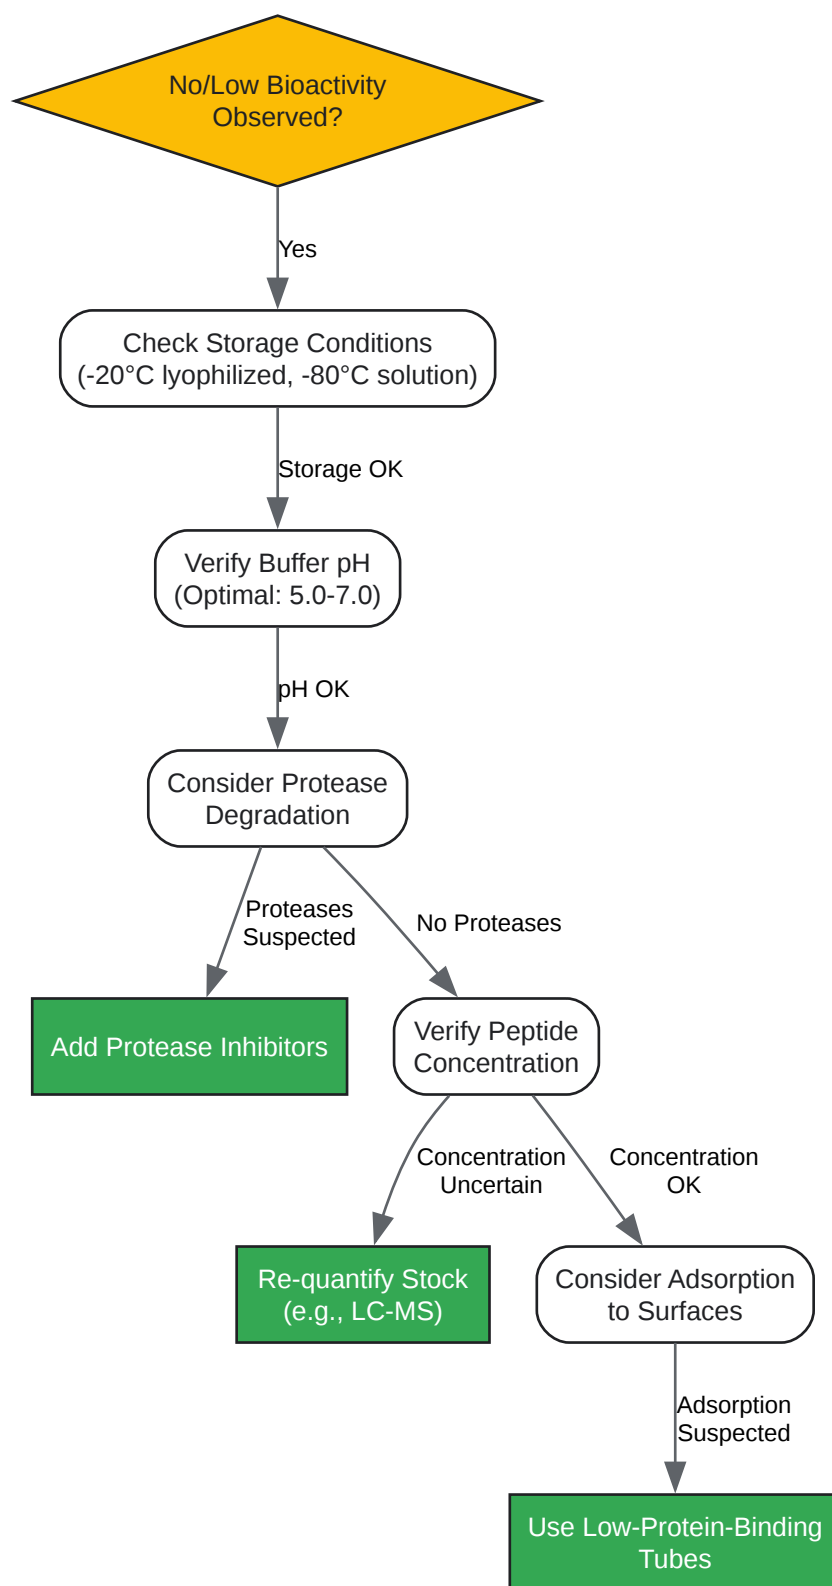 No/Low Bioactivity
Observed?
Yes
Check Storage Conditions
(-20°C lyophilized, -80°C solution)
Storage OK
Verify Buffer pH
(Optimal: 5.0-7.0)
pH OK
Consider Protease
Degradation
Proteases
Suspected
No Proteases
Add Protease Inhibitors
Verify Peptide
Concentration
Concentration
Uncertain
Concentration
OK
Re-quantify Stock
(e.g., LC-MS)
Consider Adsorption
to Surfaces
Adsorption
Suspected
Use Low-Protein-Binding
Tubes